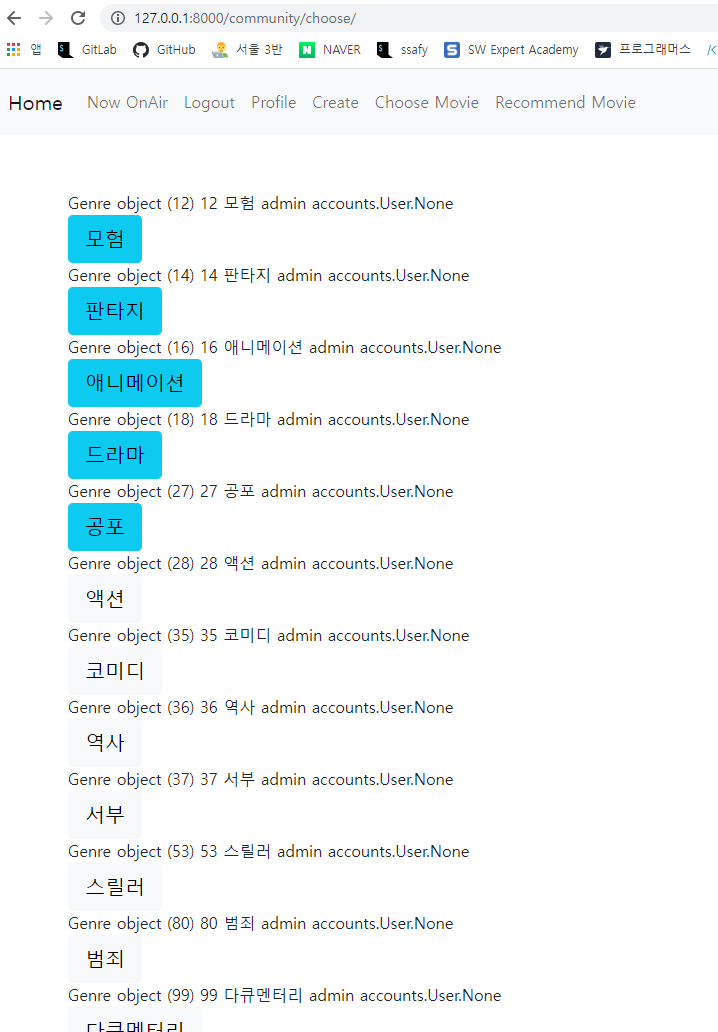 127.0.0.1:8000/community/choose/
앱 GitLab GitHub 서울 3반 NAVER ssafy SW Expert Academy 프로그래머스
Home Now OnAir Logout Profile Create Choose Movie Recommend Movie
Genre object (12) 12 모험 admin accounts.User.None
모험
Genre object (14) 14 판타지 admin accounts.User.None
판타지
Genre object (16) 16 애니메이션 admin accounts.User.None
애니메이션
Genre object (18) 18 드라마 admin accounts.User.None
드라마
Genre object (27) 27 공포 admin accounts.User.None
공포
Genre object (28) 28 액션 admin accounts.User.None
액션
Genre object (35) 35 코미디 admin accounts.User.None
코미디
Genre object (36) 36 역사 admin accounts.User.None
역사
Genre object (37) 37 서부 admin accounts.User.None
서부
Genre object (53) 53 스릴러 admin accounts.User.None
스릴러
Genre object (80) 80 범죄 admin accounts.User.None
범죄
Genre object (99) 99 다큐멘터리 admin accounts.User.None
다큐멘터리